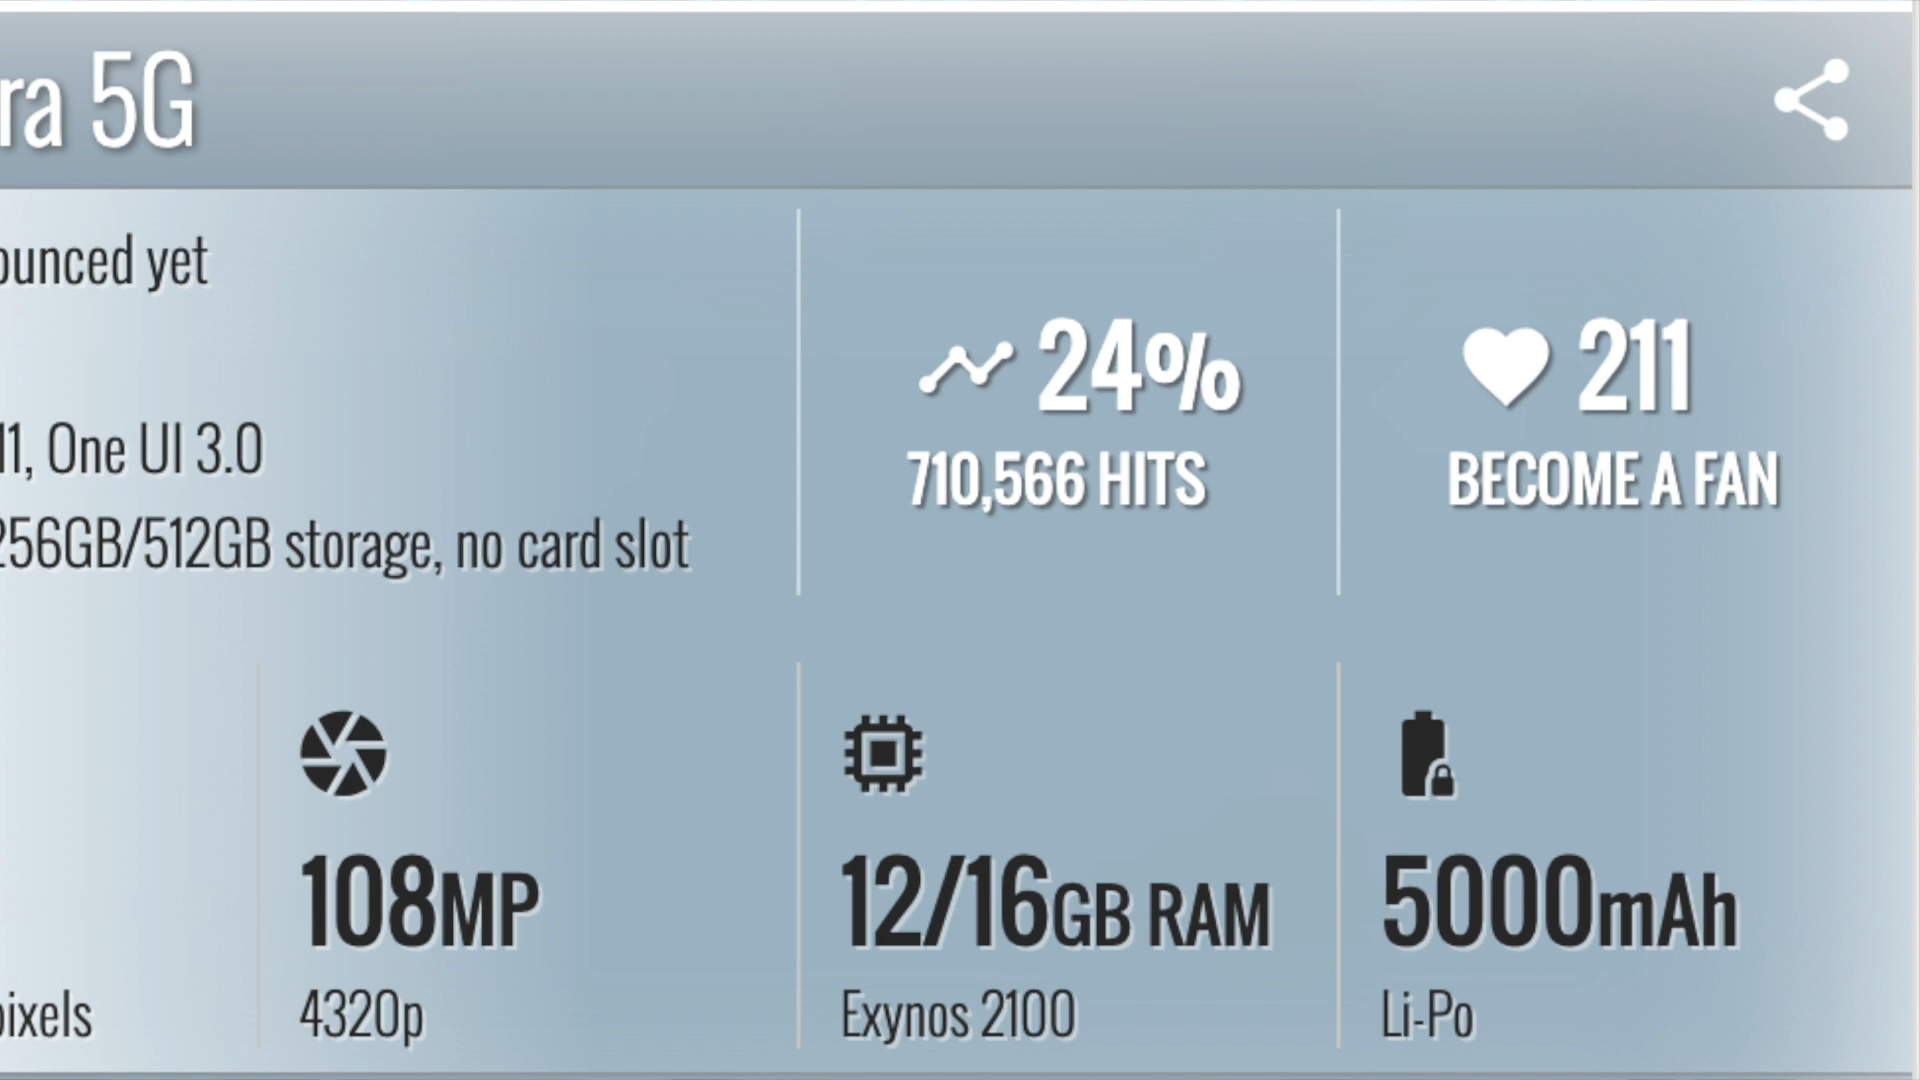 ra 5G
ounced yet
24%
211
710,566 HITS
BECOME A FAN
11, One UI 3.0
256GB/512GB storage, no card slot
108MP
12/16GB RAM
5000mAh
pixels
4320p
Exynos 2100
Li-Po